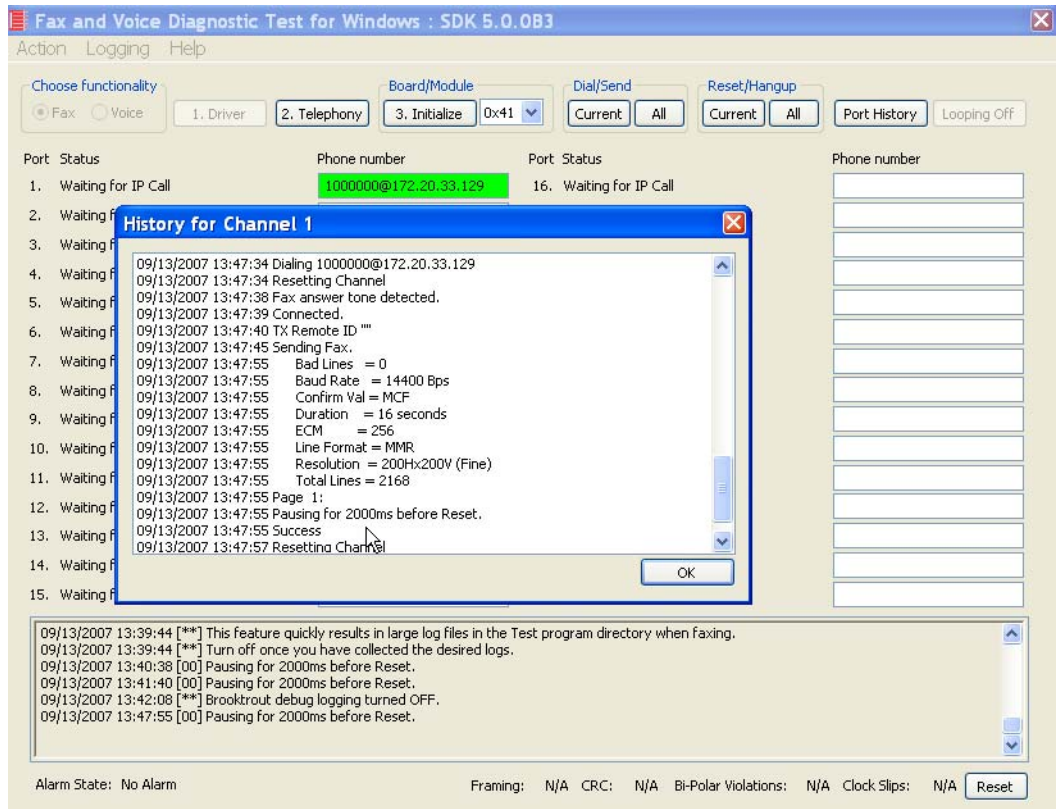 Fax and Voice Diagnostic Test for Windows : SDK 5.0.0B3
Action Logging Help
Choose functionality
Fax Voice
1. Driver
2. Telephony
Board/Module
3. Initialize
0x41
Dial/Send
Current
All
Reset/Hangup
Current
All
Port History
Looping Off
Port Status Phone number Port Status Phone number
1. Waiting for IP Call 1000000@172.20.33.129 16. Waiting for IP Call
2. Waiting f
3. Waiting f
4. Waiting f
5. Waiting f
6. Waiting f
7. Waiting f
8. Waiting f
9. Waiting f
10. Waiting f
11. Waiting f
12. Waiting f
13. Waiting f
14. Waiting f
15. Waiting f
History for Channel 1
09/13/2007 13:47:34 Dialing 1000000@172.20.33.129
09/13/2007 13:47:34 Resetting Channel
09/13/2007 13:47:38 Fax answer tone detected.
09/13/2007 13:47:39 Connected.
09/13/2007 13:47:40 TX Remote ID ""
09/13/2007 13:47:45 Sending Fax.
09/13/2007 13:47:55 Bad Lines = 0
09/13/2007 13:47:55 Baud Rate = 14400 Bps
09/13/2007 13:47:55 Confirm Val = MCF
09/13/2007 13:47:55 Duration = 16 seconds
09/13/2007 13:47:55 ECM = 256
09/13/2007 13:47:55 Line Format = MMR
09/13/2007 13:47:55 Resolution = 200Hx200V (Fine)
09/13/2007 13:47:55 Total Lines = 2168
09/13/2007 13:47:55 Page 1:
09/13/2007 13:47:55 Pausing for 2000ms before Reset.
09/13/2007 13:47:55 Success
09/13/2007 13:47:57 Resetting Channel
OK
09/13/2007 13:39:44 [**] This feature quickly results in large log files in the Test program directory when faxing.
09/13/2007 13:39:44 [**] Turn off once you have collected the desired logs.
09/13/2007 13:40:38 [00] Pausing for 2000ms before Reset.
09/13/2007 13:41:40 [00] Pausing for 2000ms before Reset.
09/13/2007 13:42:08 [**] Brooktrout debug logging turned OFF.
09/13/2007 13:47:55 [00] Pausing for 2000ms before Reset.
Alarm State: No Alarm Framing: N/A CRC: N/A Bi-Polar Violations: N/A Clock Slips: N/A Reset